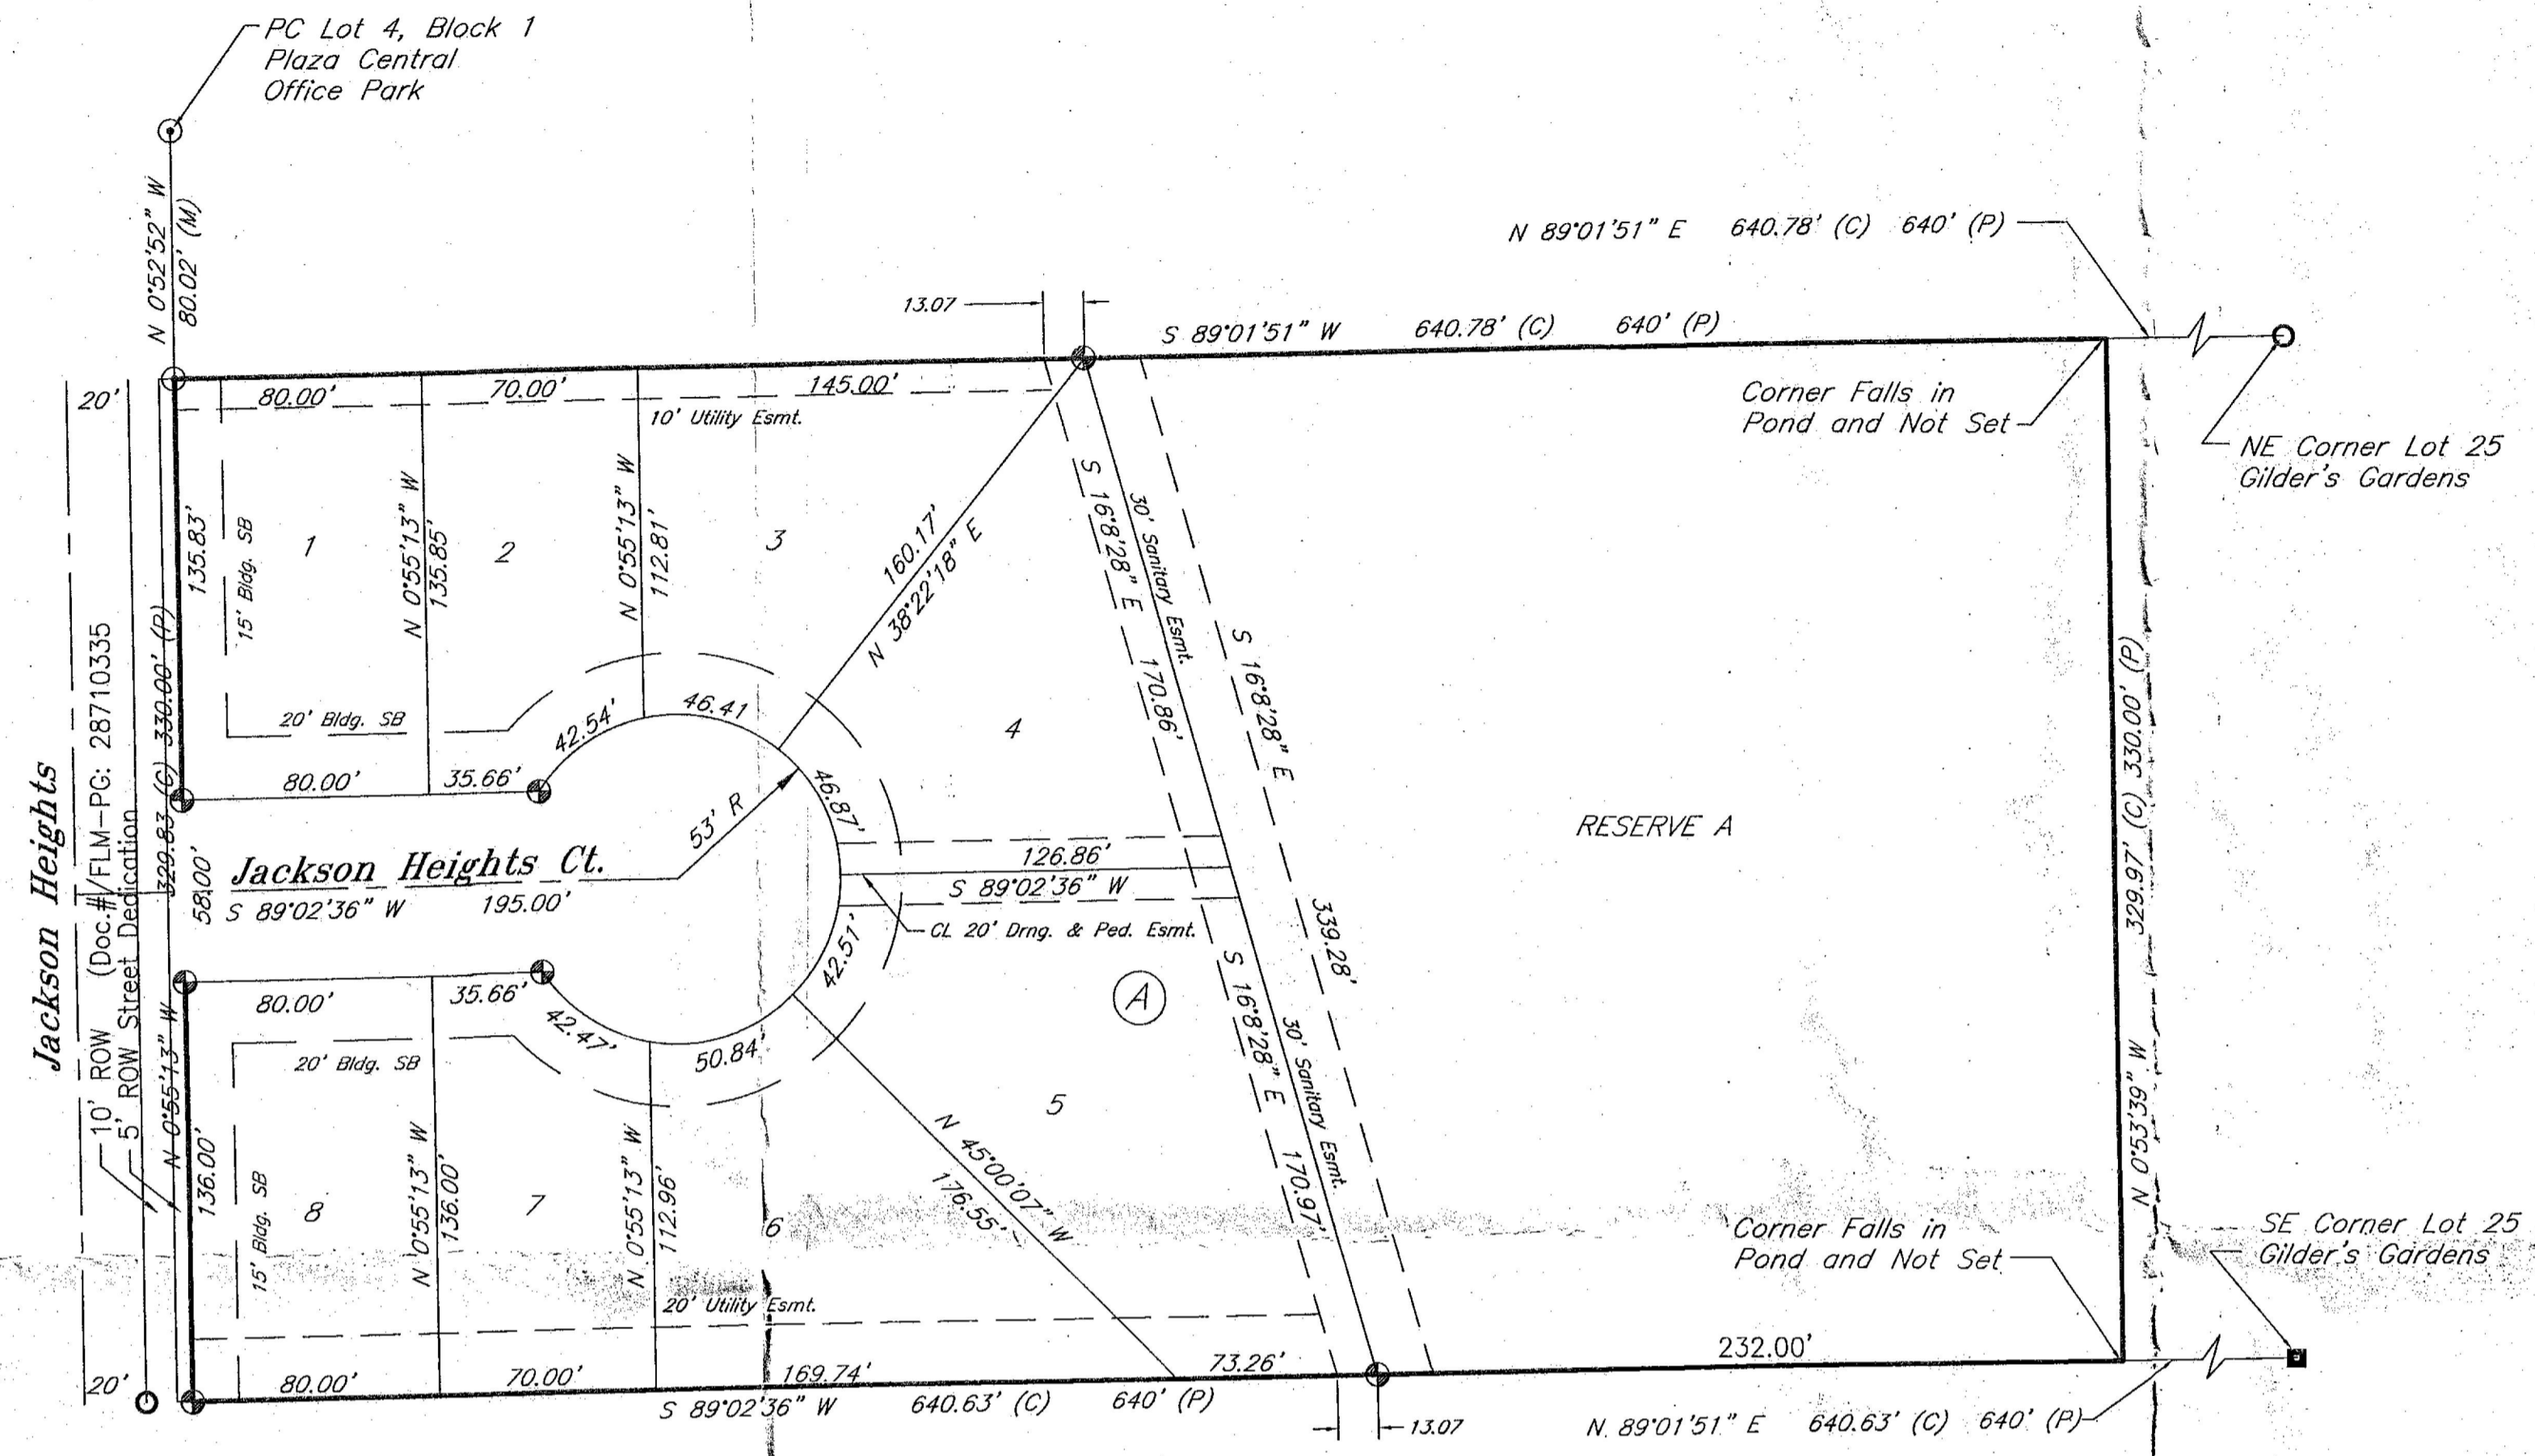 PC Lot 4, Block 1
Plaza Central
Office Park
N 0°52'52" W
80.02' (M)
N 89°01'51" E 640.78' (C) 640' (P)
13.07
S 89°01'51" W 640.78' (C) 640' (P)
20'
80.00'
70.00'
145.00'
10' Utility Esmt.
Corner Falls in
Pond and Not Set
NE Corner Lot 25
Gilder's Gardens
135.83'
15' Bldg. SB
1
N 0°55'13" W
135.85'
2
N 0°55'13" W
112.81'
3
160.17'
N 38°22'18" E
S 16°8'28" E 170.86'
30' Sanitary Esmt.
S 16°8'28" E 339.28'
20' Bldg. SB
42.54'
46.41
46.87'
4
80.00'
35.66'
53' R
RESERVE A
329.97' (C) 330.00' (P)
N 0°53'39" W
Jackson Heights
10' ROW (Doc.#/FLM-PG: 28710335
5' ROW Street Dedication
329.83 (C) 330.00' (P)
N 0°55'13" W
58.00'
Jackson Heights Ct.
S 89°02'36" W 195.00'
126.86'
S 89°02'36" W
CL 20' Drng. & Ped. Esmt.
42.51'
A
80.00'
35.66'
42.47'
50.84'
20' Bldg. SB
136.00'
15' Bldg. SB
8
N 0°55'13" W
136.00'
7
N 0°55'13" W
112.96'
6
N 45°00'07" W
176.55'
5
S 16°8'28" E 170.97'
30' Sanitary Esmt.
20' Utility Esmt.
Corner Falls in
Pond and Not Set
SE Corner Lot 25
Gilder's Gardens
20'
80.00'
70.00'
169.74'
73.26'
232.00'
S 89°02'36" W 640.63' (C) 640' (P)
13.07
N 89°01'51" E 640.63' (C) 640' (P)